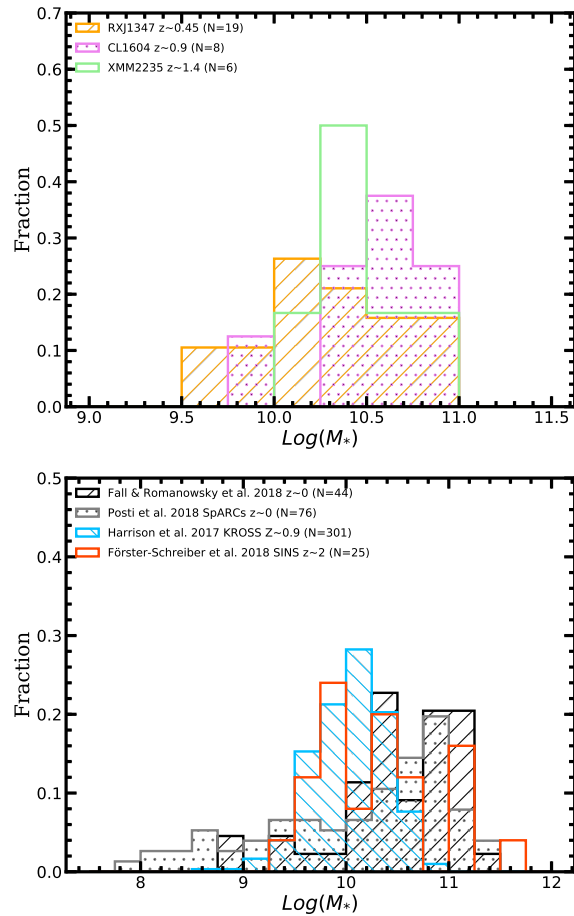 0.7
RXJ1347 z~0.45 (N=19)
CL1604 z~0.9 (N=8)
XMM2235 z~1.4 (N=6)
0.6
0.5
0.4
0.3
0.2
0.1
0.0
Fraction
9.0 9.5 10.0 10.5 11.0 11.5
Log(M*)
0.5
Fall & Romanowsky et al. 2018 z~0 (N=44)
Posti et al. 2018 SpARCs z~0 (N=76)
Harrison et al. 2017 KROSS Z~0.9 (N=301)
Förster-Schreiber et al. 2018 SINS z~2 (N=25)
0.4
0.3
0.2
0.1
0.0
Fraction
8 9 10 11 12
Log(M*)